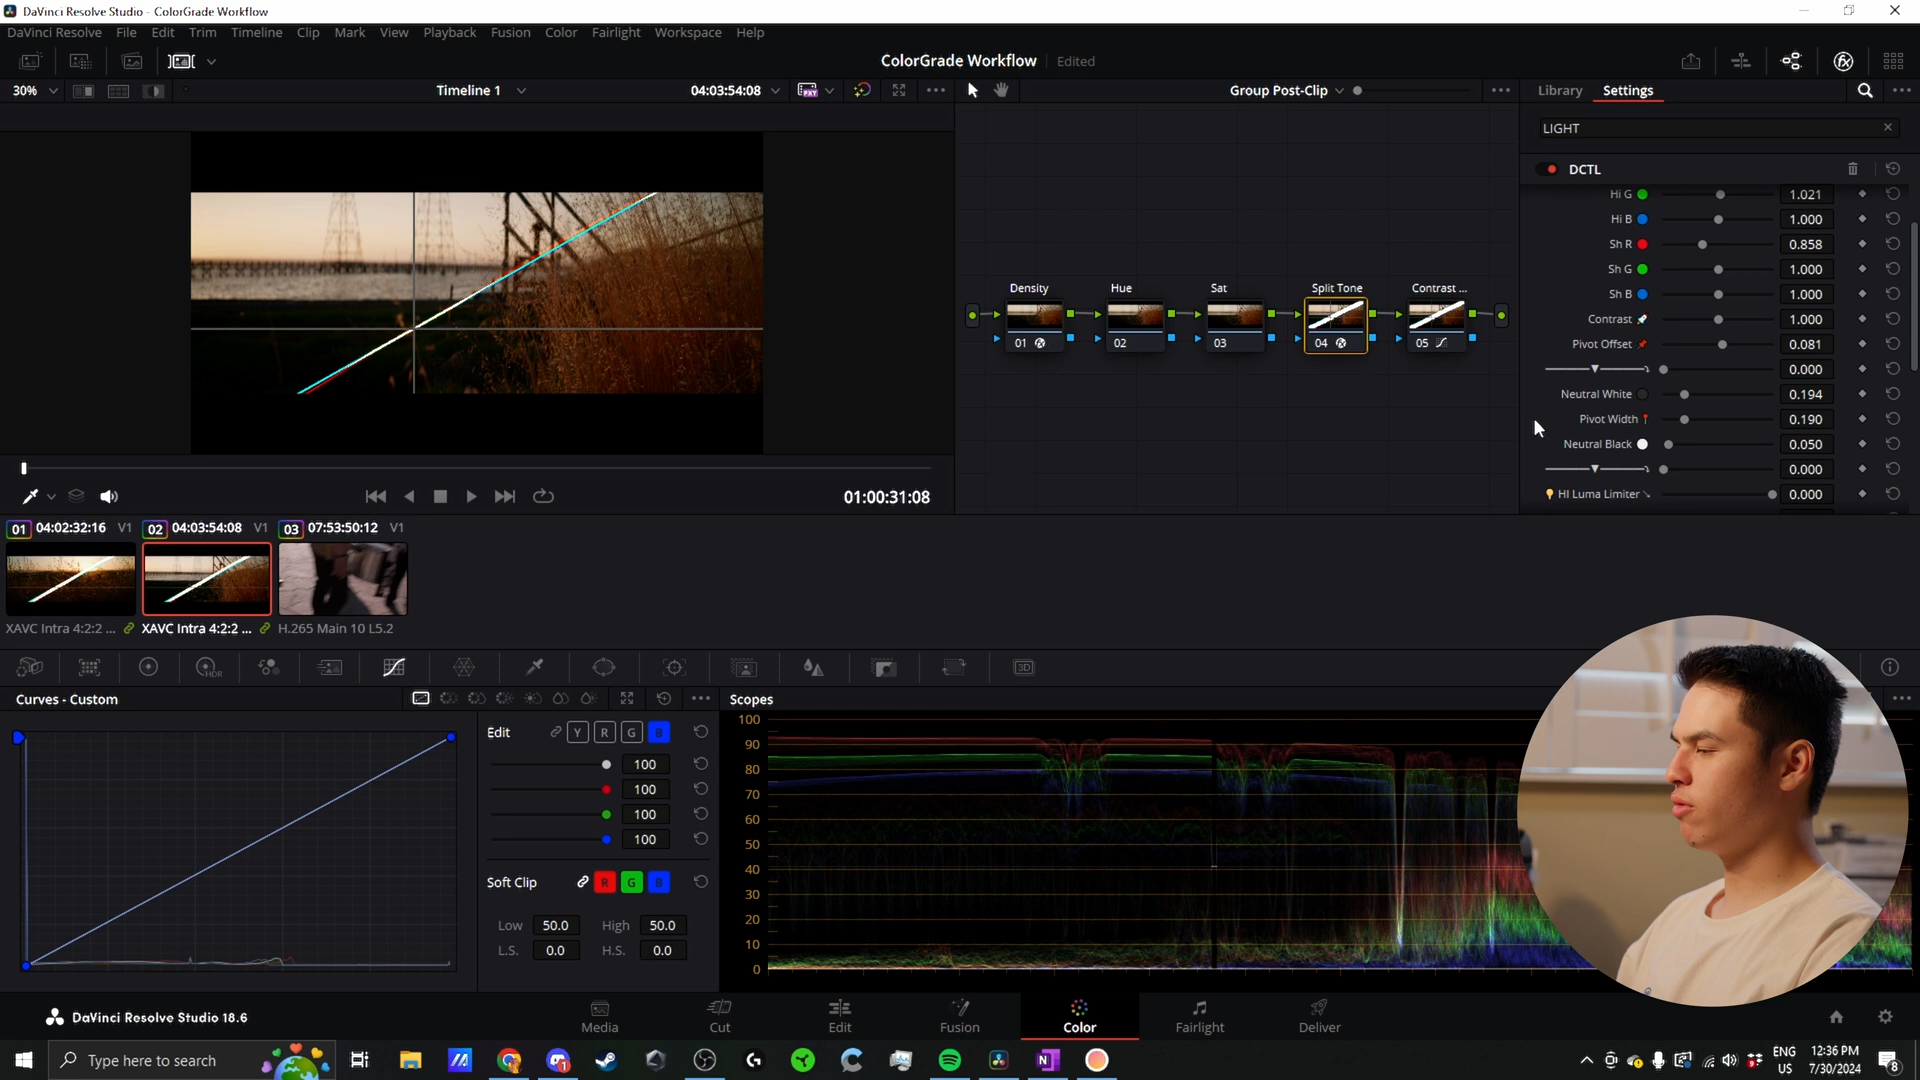 DaVinci Resolve Studio - ColorGrade Workflow
DaVinci Resolve File Edit Trim Timeline Clip Mark View Playback Fusion Color Fairlight Workspace Help
ColorGrade Workflow Edited
30% Timeline 1 04:03:54:08
Group Post-Clip
Library Settings
LIGHT
DCTL
Hi G 1.021
Hi B 1.000
Sh R 0.858
Sh G 1.000
Sh B 1.000
Contrast 1.000
Pivot Offset 0.081
0.000
Neutral White 0.194
Pivot Width 0.190
Neutral Black 0.050
0.000
HI Luma Limiter 0.000
Density Hue Sat Split Tone Contrast ...
01 02 03 04 05
01:00:31:08
01 04:02:32:16 V1 02 04:03:54:08 V1 03 07:53:50:12 V1
XAVC Intra 4:2:2 ... XAVC Intra 4:2:2 ... H.265 Main 10 L5.2
HDR
3D
Curves - Custom
Edit Y R G B
100
100
100
100
Soft Clip R G B
Low 50.0 High 50.0
L.S. 0.0 H.S. 0.0
Scopes
100
90
80
70
60
50
40
30
20
10
0
DaVinci Resolve Studio 18.6
Media Cut Edit Fusion Color Fairlight Deliver
Type here to search
ENG
US
12:36 PM
7/30/2024
8